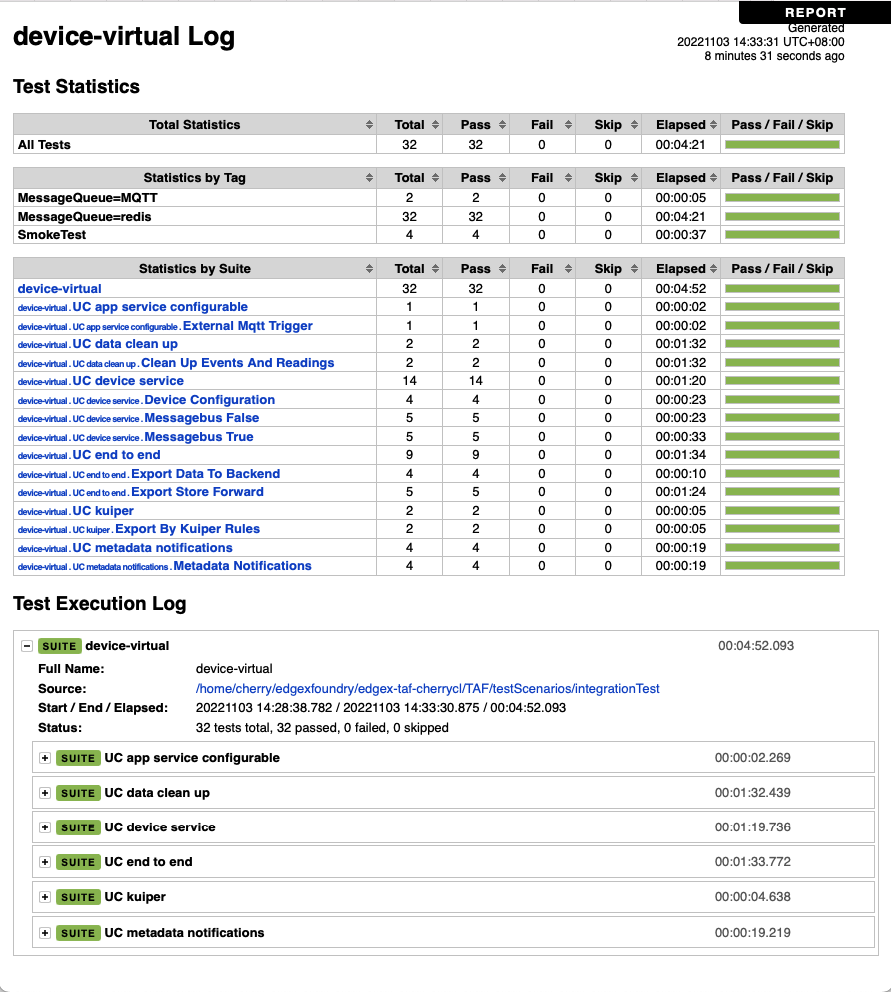 REPORT
device-virtual Log
Generated
20221103 14:33:31 UTC+08:00
8 minutes 31 seconds ago
Test Statistics
Total Statistics Total Pass Fail Skip Elapsed Pass / Fail / Skip
All Tests 32 32 0 0 00:04:21
Statistics by Tag Total Pass Fail Skip Elapsed Pass / Fail / Skip
MessageQueue=MQTT 2 2 0 0 00:00:05
MessageQueue=redis 32 32 0 0 00:04:21
SmokeTest 4 4 0 0 00:00:37
Statistics by Suite Total Pass Fail Skip Elapsed Pass / Fail / Skip
device-virtual 32 32 0 0 00:04:52
device-virtual . UC app service configurable 1 1 0 0 00:00:02
device-virtual . UC app service configurable . External Mqtt Trigger 1 1 0 0 00:00:02
device-virtual . UC data clean up 2 2 0 0 00:01:32
device-virtual . UC data clean up . Clean Up Events And Readings 2 2 0 0 00:01:32
device-virtual . UC device service 14 14 0 0 00:01:20
device-virtual . UC device service . Device Configuration 4 4 0 0 00:00:23
device-virtual . UC device service . Messagebus False 5 5 0 0 00:00:23
device-virtual . UC device service . Messagebus True 5 5 0 0 00:00:33
device-virtual . UC end to end 9 9 0 0 00:01:34
device-virtual . UC end to end . Export Data To Backend 4 4 0 0 00:00:10
device-virtual . UC end to end . Export Store Forward 5 5 0 0 00:01:24
device-virtual . UC kuiper 2 2 0 0 00:00:05
device-virtual . UC kuiper . Export By Kuiper Rules 2 2 0 0 00:00:05
device-virtual . UC metadata notifications 4 4 0 0 00:00:19
device-virtual . UC metadata notifications . Metadata Notifications 4 4 0 0 00:00:19
Test Execution Log
SUITE device-virtual 00:04:52.093
Full Name: device-virtual
Source: /home/cherry/edgexfoundry/edgex-taf-cherrycl/TAF/testScenarios/integrationTest
Start / End / Elapsed: 20221103 14:28:38.782 / 20221103 14:33:30.875 / 00:04:52.093
Status: 32 tests total, 32 passed, 0 failed, 0 skipped
SUITE UC app service configurable 00:00:02.269
SUITE UC data clean up 00:01:32.439
SUITE UC device service 00:01:19.736
SUITE UC end to end 00:01:33.772
SUITE UC kuiper 00:00:04.638
SUITE UC metadata notifications 00:00:19.219